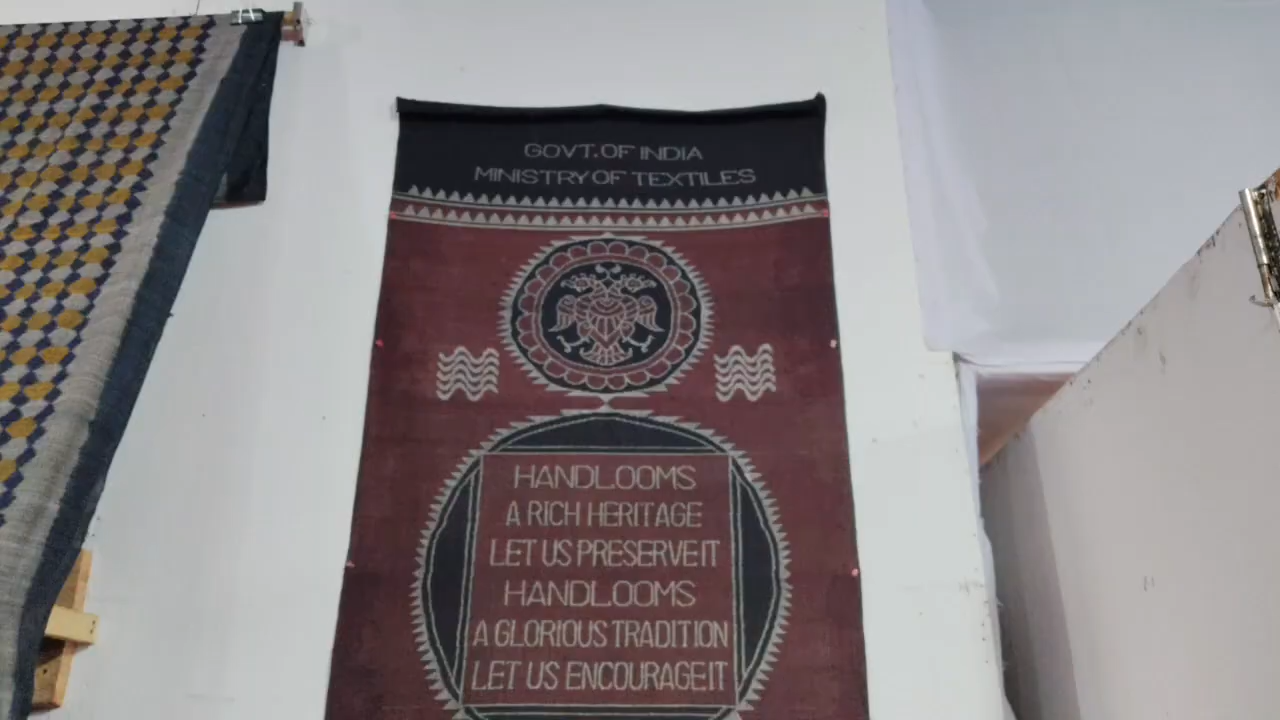 GOVT. OF INDIA
MINISTRY OF TEXTILES
HANDLOOMS
A RICH HERITAGE
LET US PRESERVE IT
HANDLOOMS
A GLORIOUS TRADITION
LET US ENCOURAGE IT